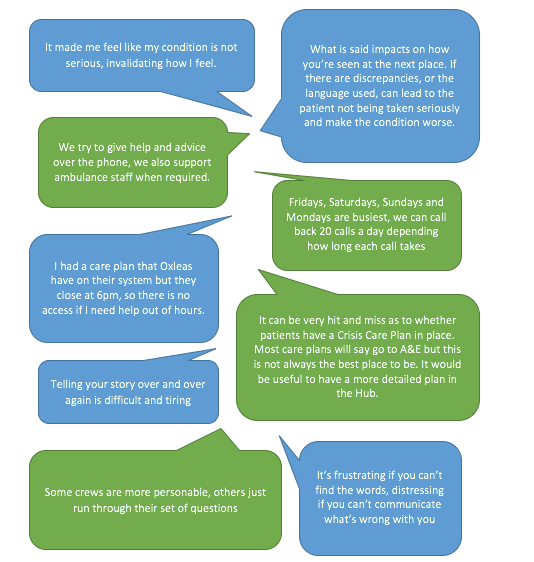 It made me feel like my condition is not
serious, invalidating how I feel.
What is said impacts on how
you're seen at the next place. If
there are discrepancies, or the
language used, can lead to the
patient not being taken seriously
and make the condition worse.
We try to give help and advice
over the phone, we also support
ambulance staff when required.
Fridays, Saturdays, Sundays and
Mondays are busiest, we can call
back 20 calls a day depending
how long each call takes
I had a care plan that Oxleas
have on their system but they
close at 6pm, so there is no
access if I need help out of hours.
It can be very hit and miss as to whether
patients have a Crisis Care Plan in place.
Most care plans will say go to A&E but this
is not always the best place to be. It would
be useful to have a more detailed plan in
the Hub.
Telling your story over and over
again is difficult and tiring
Some crews are more personable, others just
run through their set of questions
It's frustrating if you can't
find the words, distressing
if you can't communicate
what's wrong with you